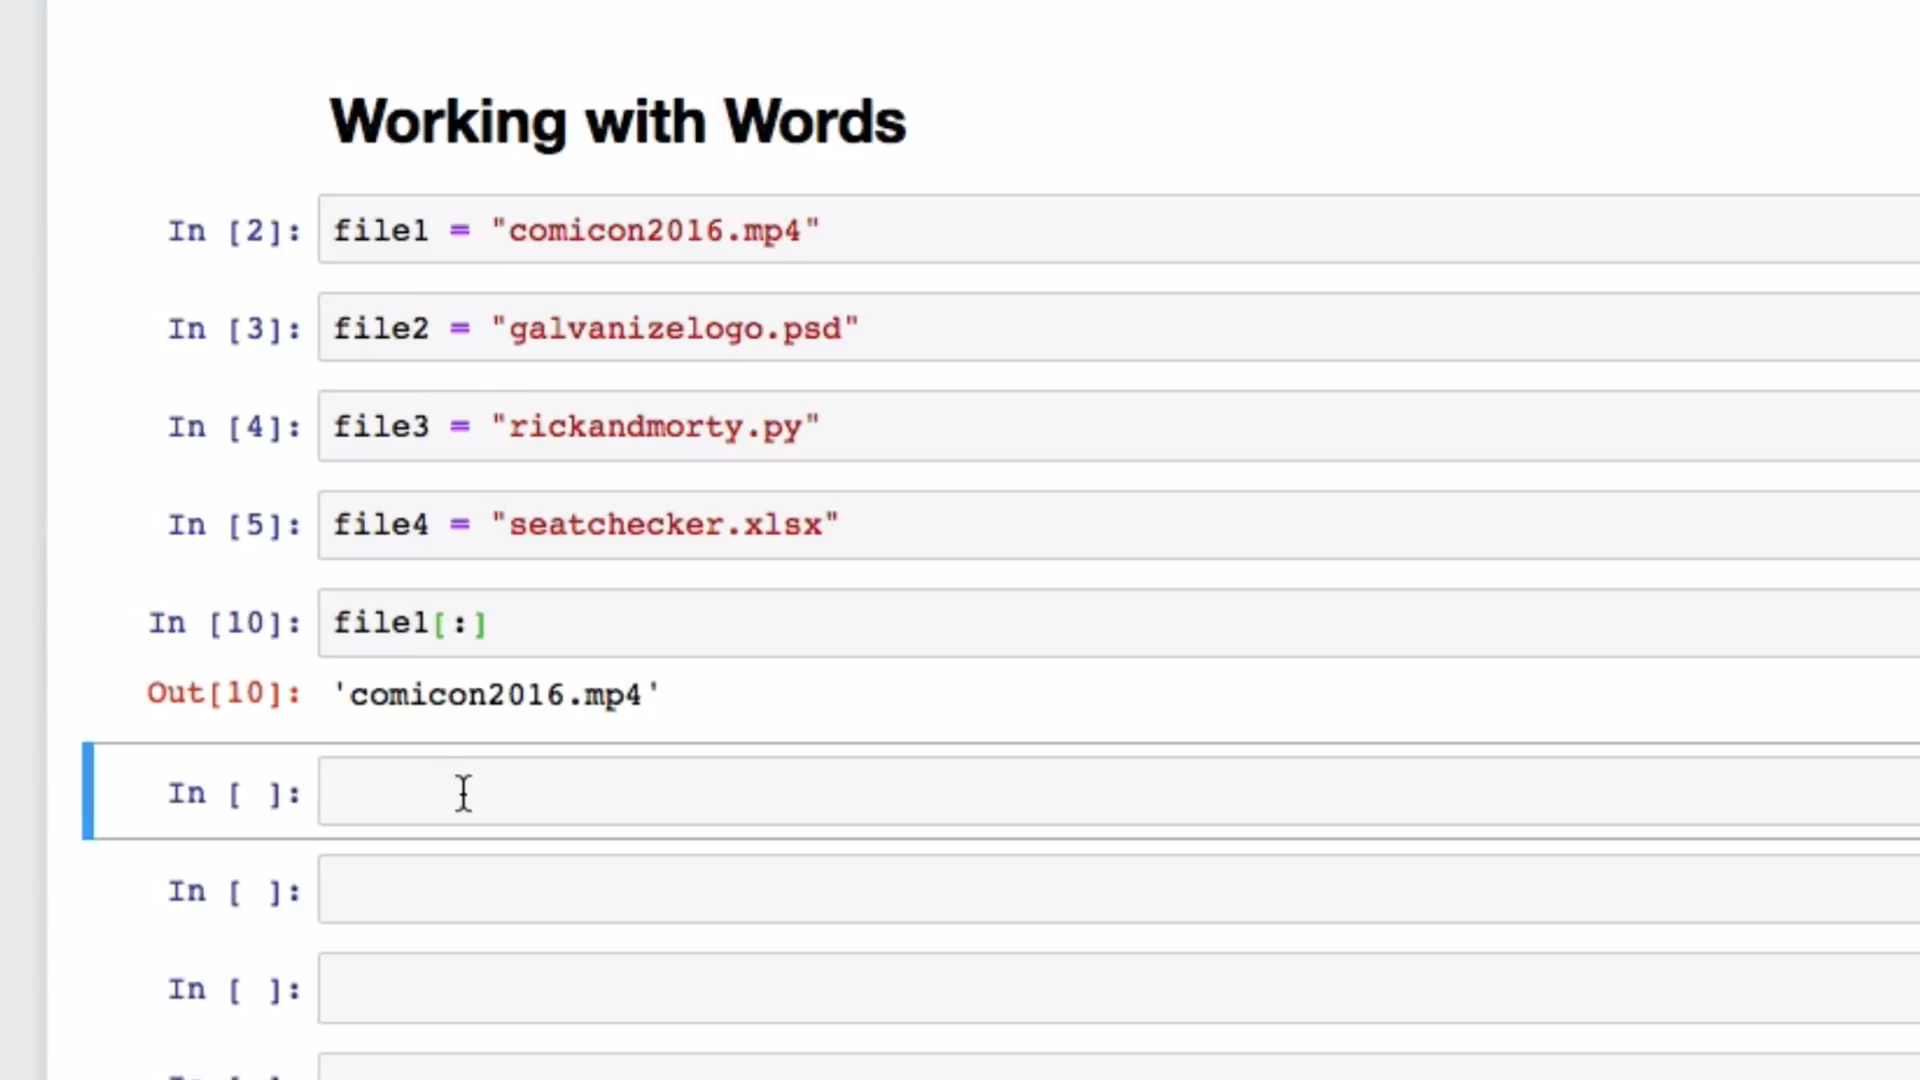 Working with Words
In [2]: file1 = "comicon2016.mp4"
In [3]: file2 = "galvanizelogo.psd"
In [4]: file3 = "rickandmorty.py"
In [5]: file4 = "seatchecker.xlsx"
In [10]: file1[:]
Out[10]: 'comicon2016.mp4'
In [ ]:
In [ ]:
In [ ]: